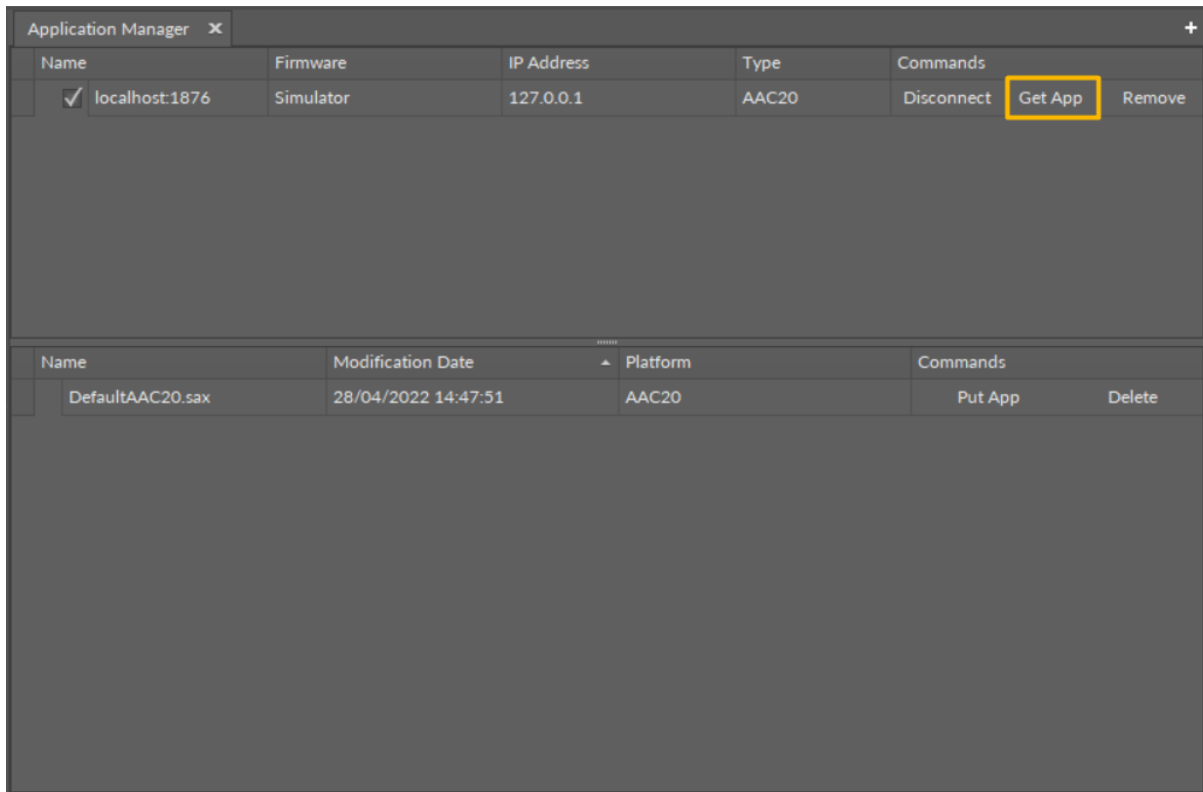 Application Manager
Name Firmware IP Address Type Commands
localhost:1876 Simulator 127.0.0.1 AAC20 Disconnect Get App Remove
Name Modification Date Platform Commands
DefaultAAC20.sax 28/04/2022 14:47:51 AAC20 Put App Delete